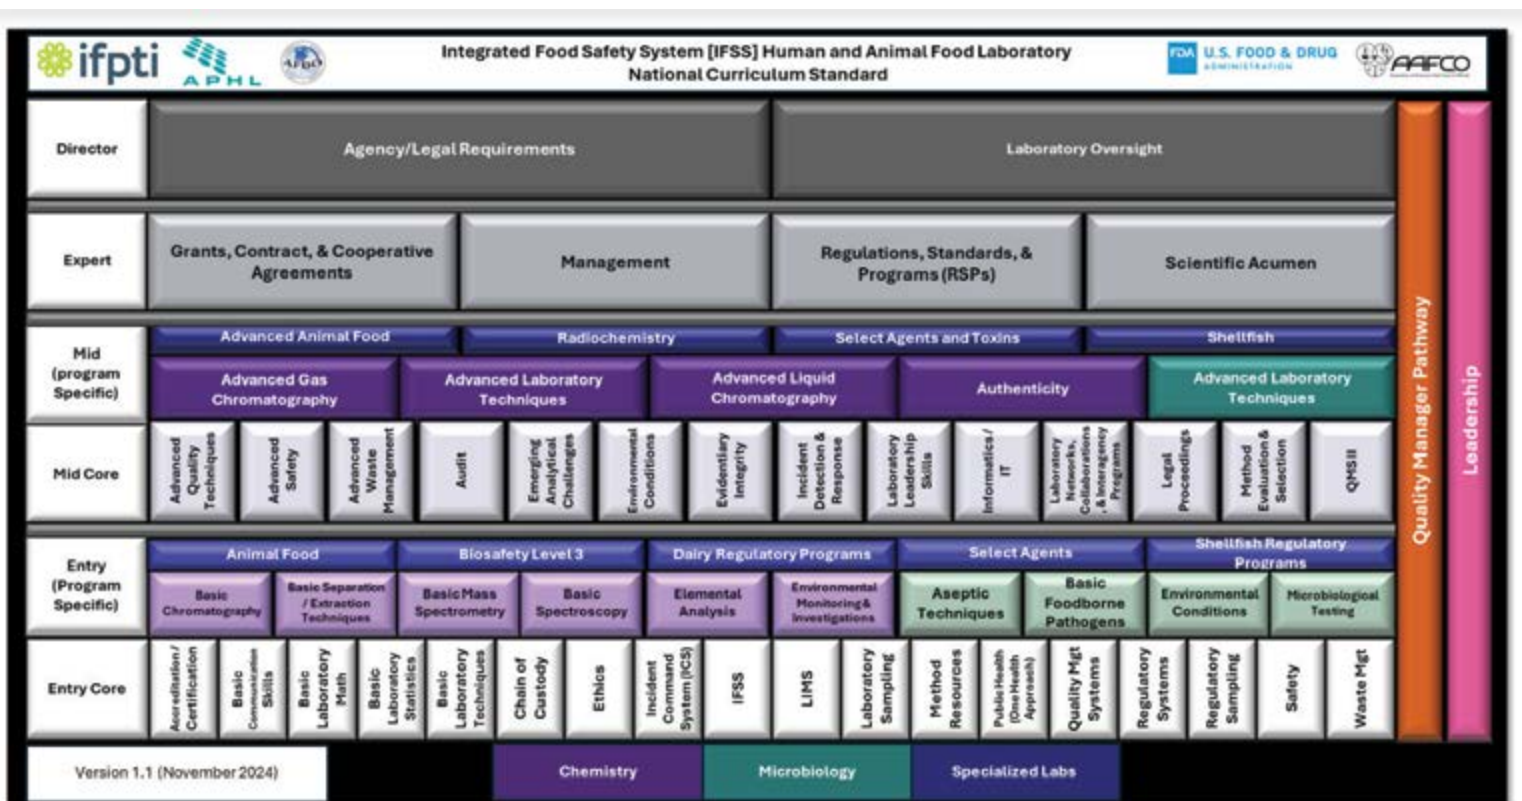 ifpti
APHL
AFDO
Integrated Food Safety System [IFSS] Human and Animal Food Laboratory
National Curriculum Standard
FDA
U.S. FOOD & DRUG
ADMINISTRATION
AAFCO
Director
Agency/Legal Requirements
Laboratory Oversight
Expert
Grants, Contract, & Cooperative
Agreements
Management
Regulations, Standards, &
Programs (RSPs)
Scientific Acumen
Mid
(program
Specific)
Advanced Animal Food
Radiochemistry
Select Agents and Toxins
Shellfish
Advanced Gas
Chromatography
Advanced Laboratory
Techniques
Advanced Liquid
Chromatography
Authenticity
Advanced Laboratory
Techniques
Mid Core
Advanced
Quality
Techniques
Advanced
Safety
Advanced
Waste
Management
Audit
Emerging
Analytical
Challenges
Environmental
Conditions
Evidentiary
Integrity
Incident
Detection &
Response
Laboratory
Leadership
Skills
Informatics /
IT
Laboratory
Networks,
Collaborations
, & Interagency
Programs
Legal
Proceedings
Method
Evaluation &
Selection
QMS II
Entry
(Program
Specific)
Animal Food
Biosafety Level 3
Dairy Regulatory Programs
Select Agents
Shellfish Regulatory
Programs
Basic
Chromatography
Basic Separation
/ Extraction
Techniques
Basic Mass
Spectrometry
Basic
Spectroscopy
Elemental
Analysis
Environmental
Monitoring &
Investigations
Aseptic
Techniques
Basic
Foodborne
Pathogens
Environmental
Conditions
Microbiological
Testing
Entry Core
Accreditation /
Certification
Basic
Communication
Skills
Basic
Laboratory
Math
Basic
Laboratory
Statistics
Basic
Laboratory
Techniques
Chain of
Custody
Ethics
Incident
Command
System (ICS)
IFSS
LIMS
Laboratory
Sampling
Method
Resources
Public Health
(One Health
Approach)
Quality Mgt
Systems
Regulatory
Systems
Regulatory
Sampling
Safety
Waste Mgt
Quality Manager Pathway
Leadership
Version 1.1 (November 2024)
Chemistry
Microbiology
Specialized Labs